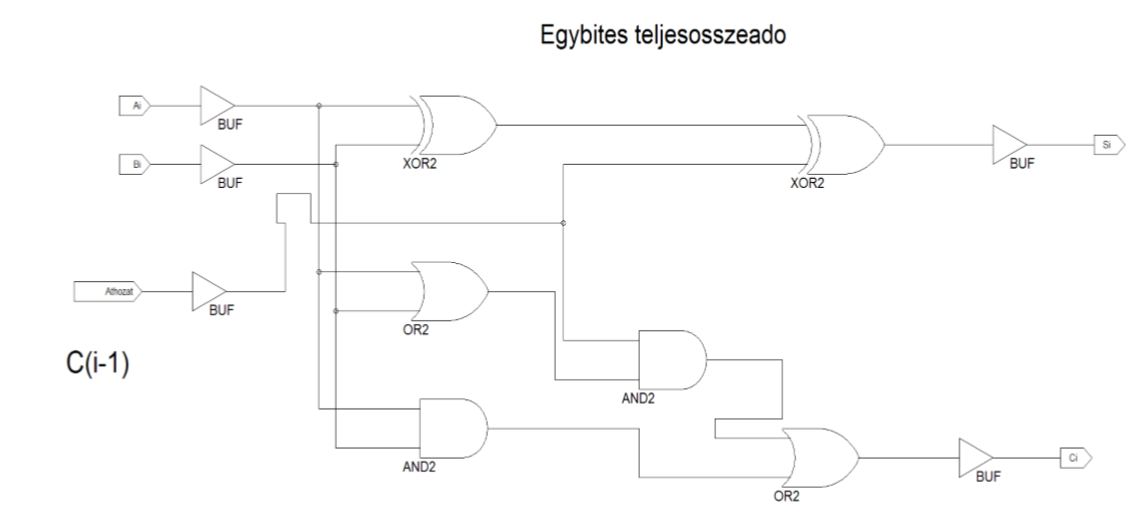 Egybites teljesosszeado
Ai
BUF
XOR2
XOR2
BUF
Si
Bi
BUF
Athozat
BUF
OR2
C(i-1)
AND2
AND2
OR2
BUF
Ci